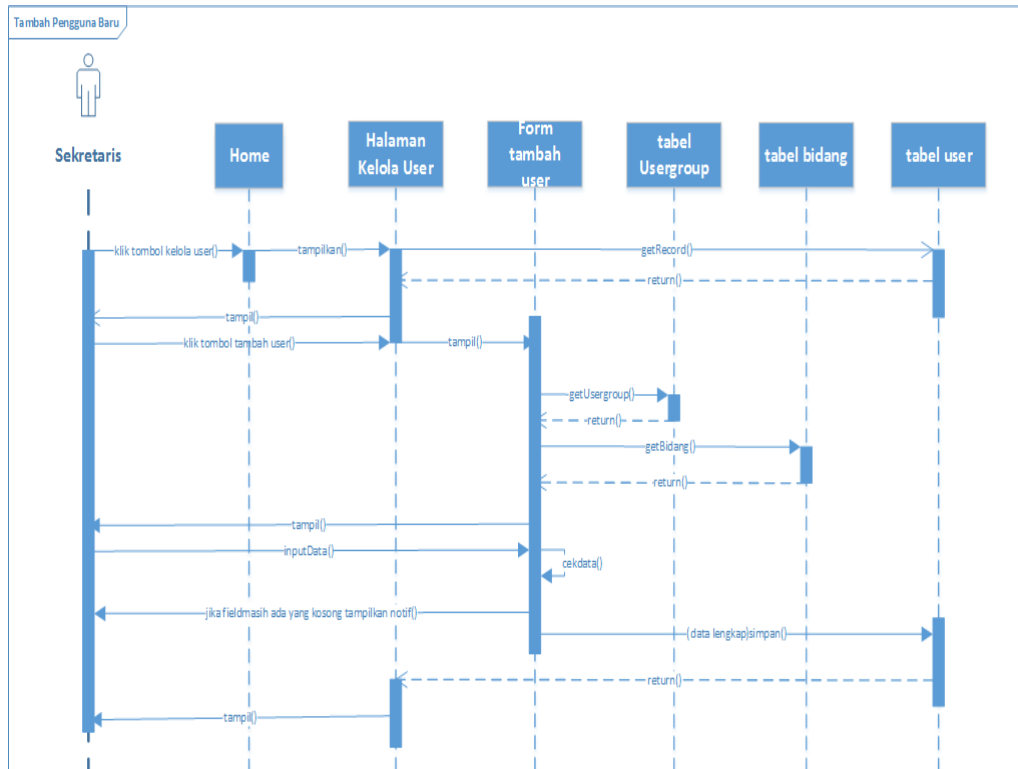 Tambah Pengguna Baru
Sekretaris
Home
Halaman
Kelola User
Form
tambah
user
tabel
Usergroup
tabel bidang
tabel user
klik tombol kelola user()
tampilkan()
getRecord()
return()
tampil()
klik tombol tambah user()
tampil()
getUsergroup()
return()
getBidang()
return()
tampil()
inputData()
cekdata()
jika fieldmasih ada yang kosong tampilkan notif()
(data lengkap)simpan()
return()
tampil()